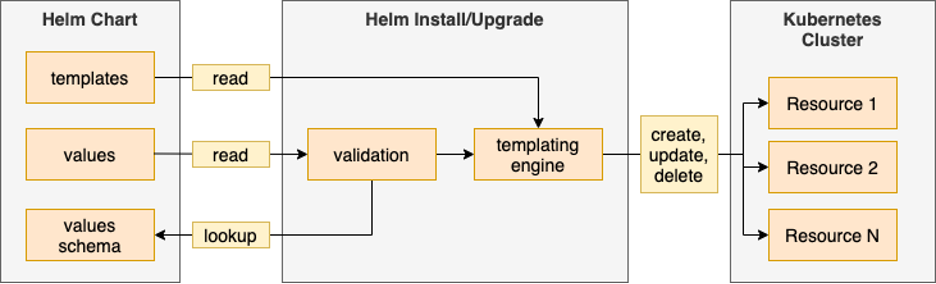 Helm Chart
Helm Install/Upgrade
Kubernetes
Cluster
templates
read
Resource 1
values
read
validation
templating
engine
create,
update,
delete
Resource 2
values
schema
lookup
Resource N